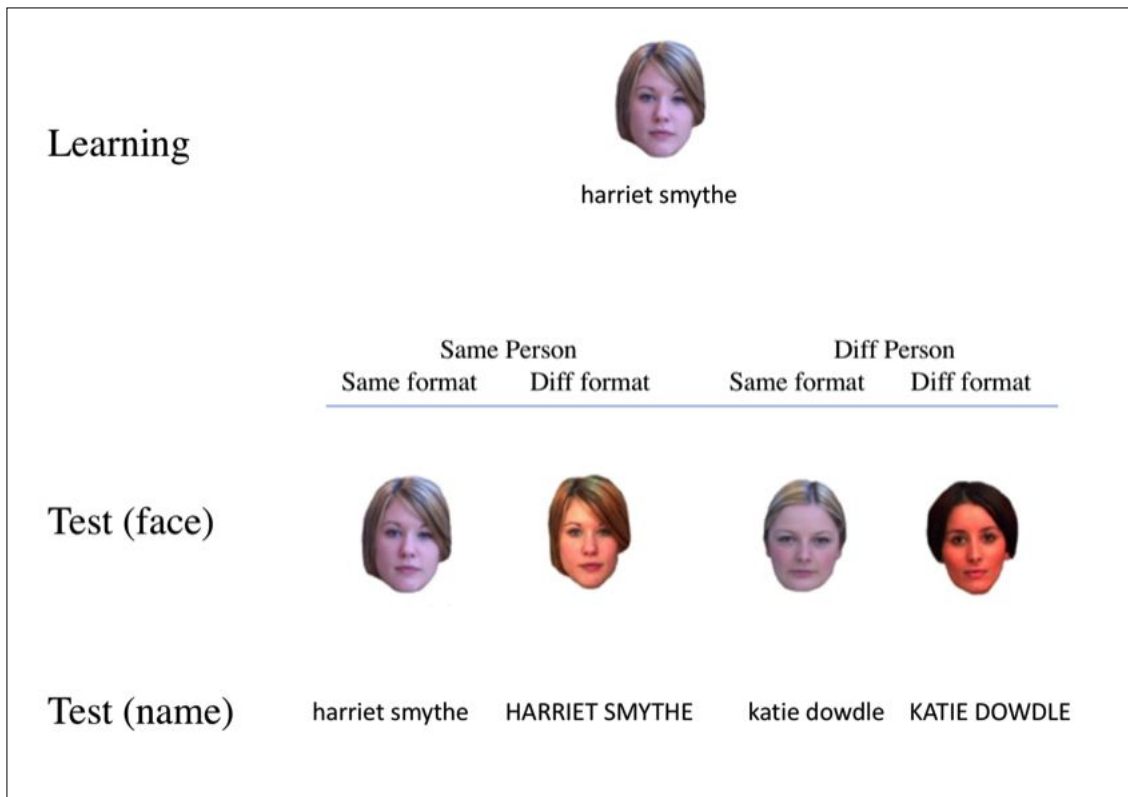 Learning
harriet smythe
Same Person Diff Person
Same format Diff format Same format Diff format
Test (face)
Test (name) harriet smythe HARRIET SMYTHE katie dowdle KATIE DOWDLE